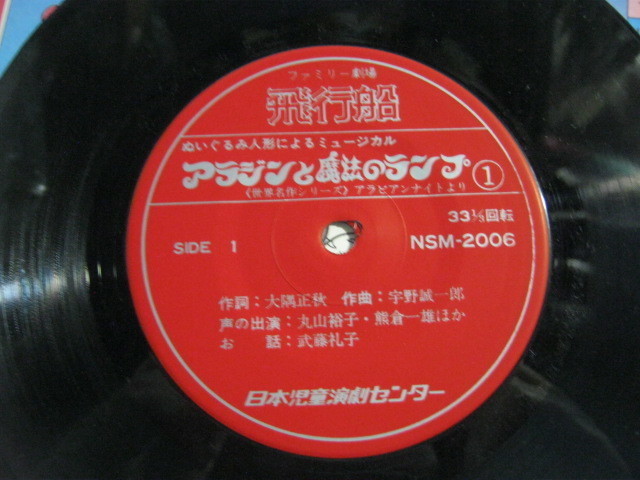 ファミリー劇場
飛行船
ぬいぐるみ人形によるミュージカル
アラジンと魔法のランプ ①
《世界名作シリーズ》アラビアンナイトより
33⅓回転
SIDE 1 NSM-2006
作詞：大隅正秋 作曲：宇野誠一郎
声の出演：丸山裕子・熊倉一雄ほか
お話：武藤礼子
日本児童演劇センター